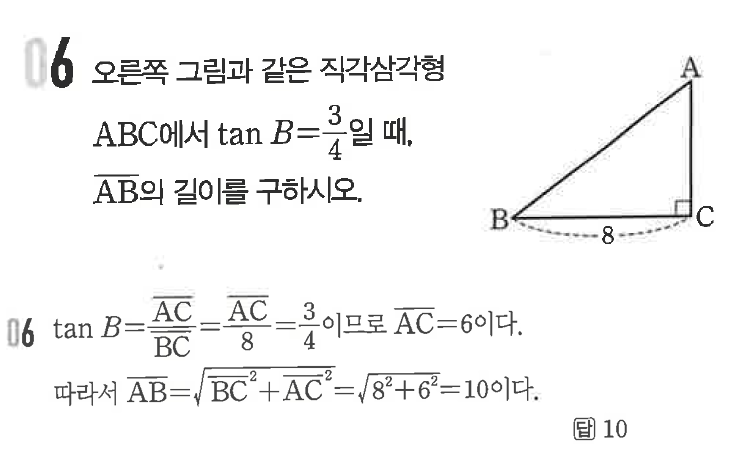 06 오른쪽 그림과 같은 직각삼각형
ABC에서 tan B=3/4일 때,
AB의 길이를 구하시오.
A
B
C
8
06 tan B=AC/BC=AC/8=3/4이므로 AC=6이다.
따라서 AB=√(BC²+AC²)=√(8²+6²)=10이다.
답 10